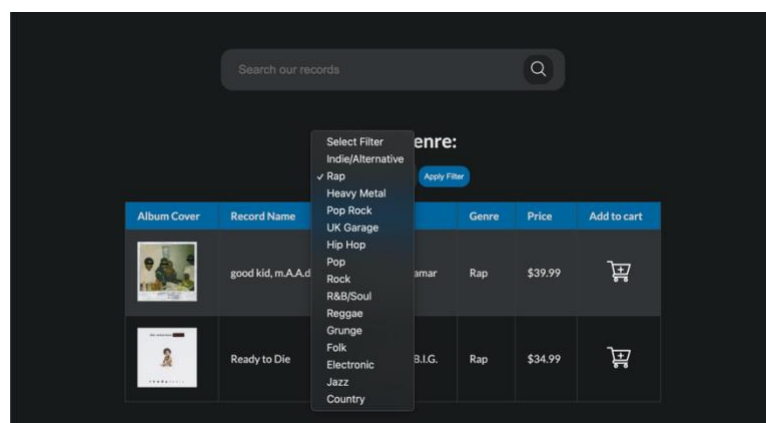 Search our records
enre:
Select Filter
Indie/Alternative
✓ Rap
Heavy Metal
Pop Rock
UK Garage
Hip Hop
Pop
Rock
R&B/Soul
Reggae
Grunge
Folk
Electronic
Jazz
Country
Apply Filter
Album Cover Record Name Genre Price Add to cart
good kid, m.A.A.d amar Rap $39.99
Ready to Die B.I.G. Rap $34.99